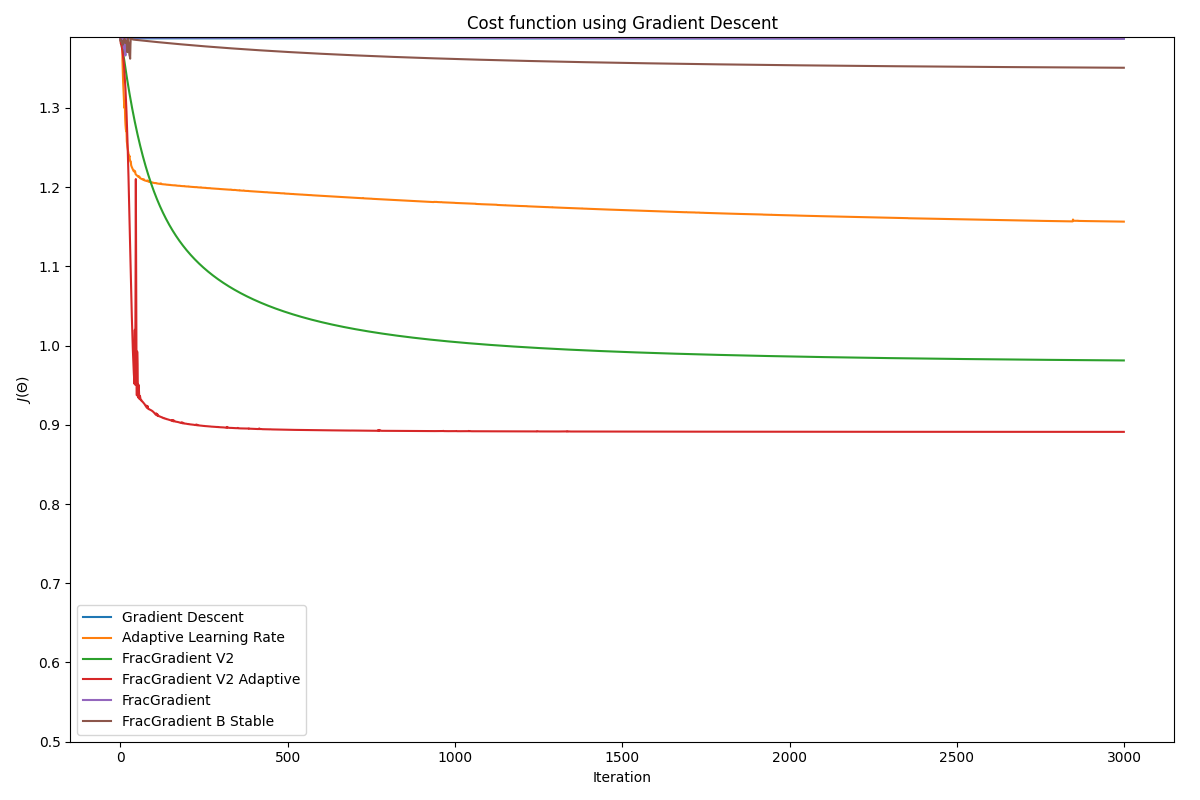 Cost function using Gradient Descent
1.3
1.2
1.1
1.0
0.9
0.8
0.7
0.6
0.5
J(Θ)
Gradient Descent
Adaptive Learning Rate
FracGradient V2
FracGradient V2 Adaptive
FracGradient
FracGradient B Stable
0 500 1000 1500 2000 2500 3000
Iteration